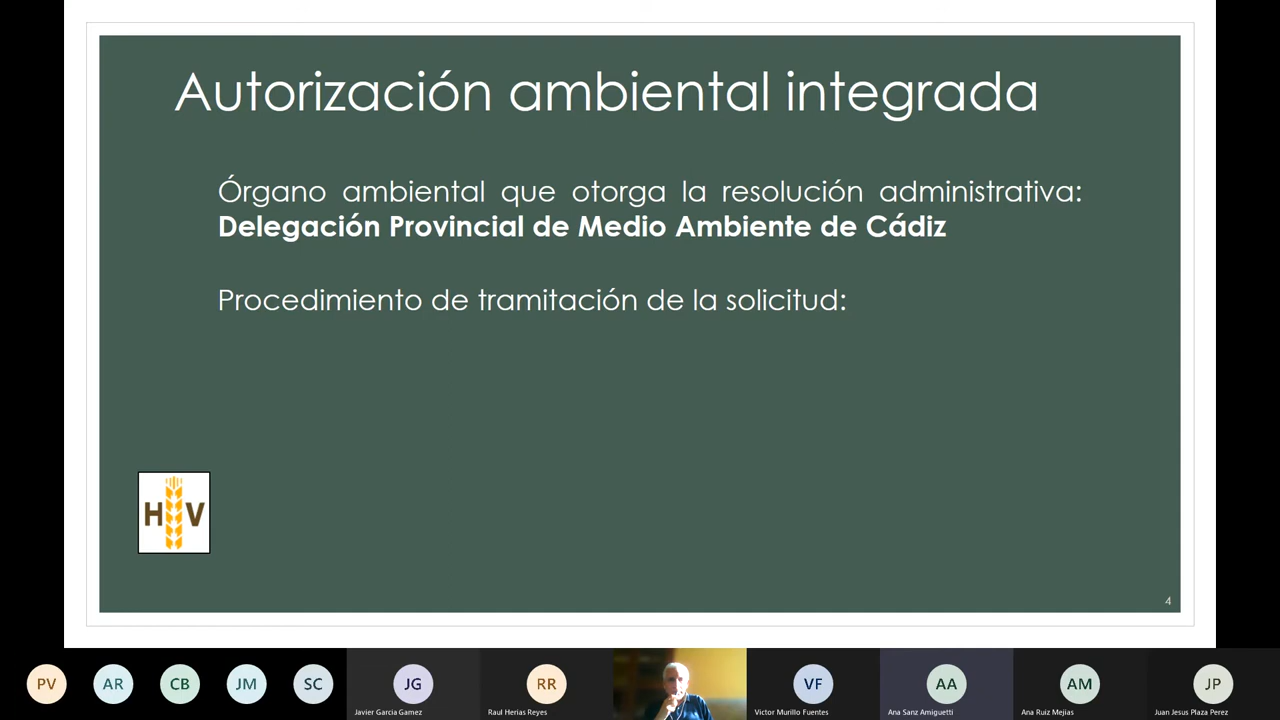 Autorización ambiental integrada
Órgano ambiental que otorga la resolución administrativa:
Delegación Provincial de Medio Ambiente de Cádiz
Procedimiento de tramitación de la solicitud:
H V
4
PV AR CB JM SC JG RR VF AA AM JP
Javier Garcia Gamez Raul Herias Reyes Victor Murillo Fuentes Ana Sanz Amiguetti Ana Ruiz Mejias Juan Jesus Plaza Perez